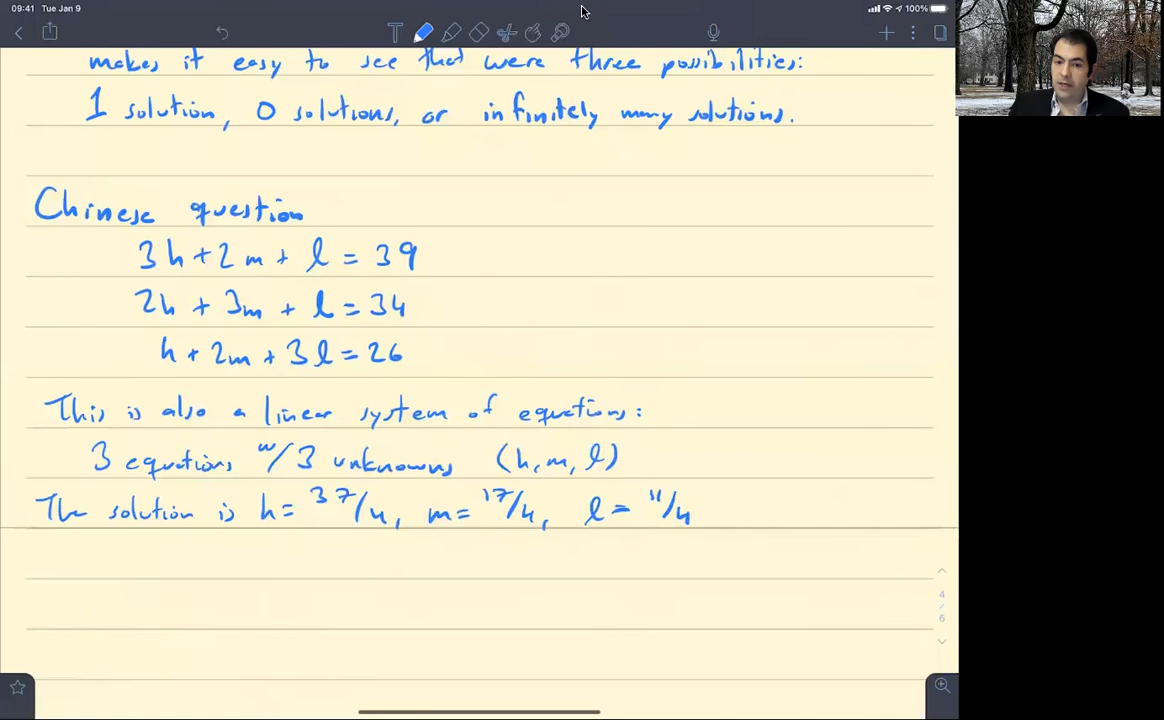 09:41 Tue Jan 9
100%
makes it easy to see that were three possibilities:
1 solution, 0 solutions, or infinitely many solutions.
Chinese question
3h + 2m + l = 39
2h + 3m + l = 34
h + 2m + 3l = 26
This is also a linear system of equations:
3 equations w/ 3 unknowns (h, m, l)
The solution is h = 37/4, m = 17/4, l = 11/4
4
/
6